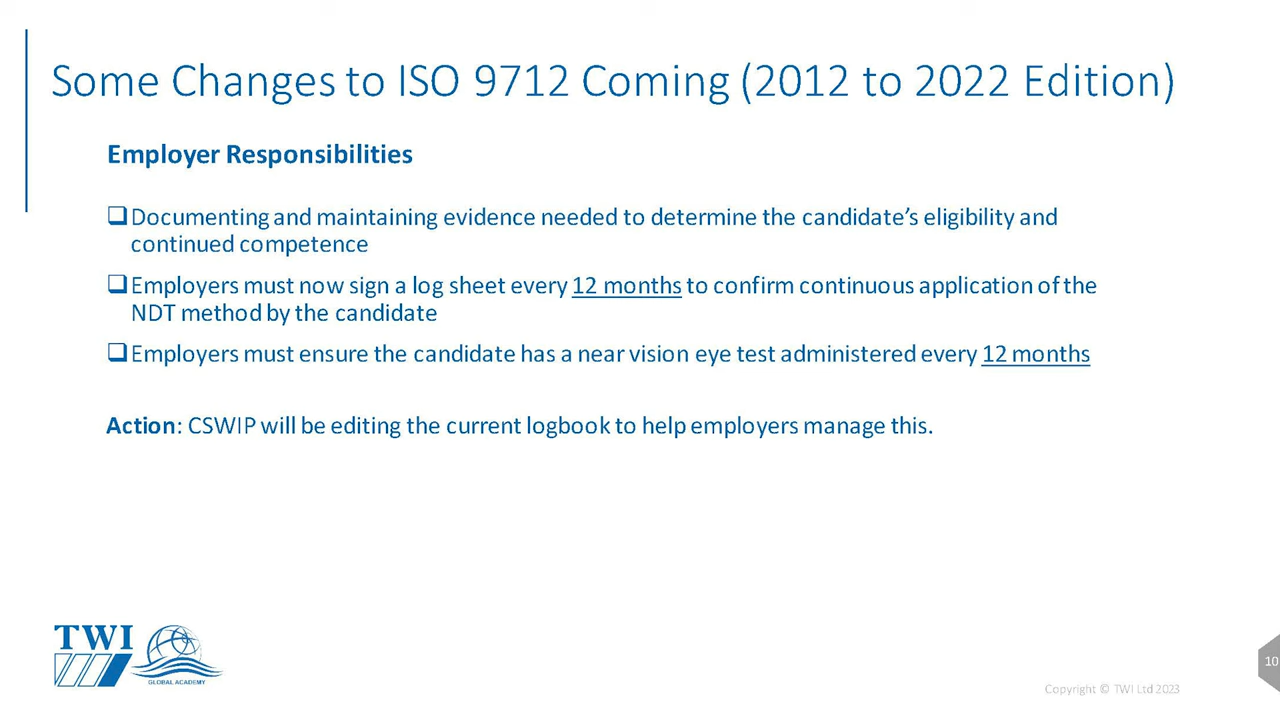 Some Changes to ISO 9712 Coming (2012 to 2022 Edition)
Employer Responsibilities
❑Documenting and maintaining evidence needed to determine the candidate’s eligibility and
continued competence
❑Employers must now sign a log sheet every 12 months to confirm continuous application of the
NDT method by the candidate
❑Employers must ensure the candidate has a near vision eye test administered every 12 months
Action: CSWIP will be editing the current logbook to help employers manage this.
TWI
GLOBAL ACADEMY
10
Copyright © TWI Ltd 2023